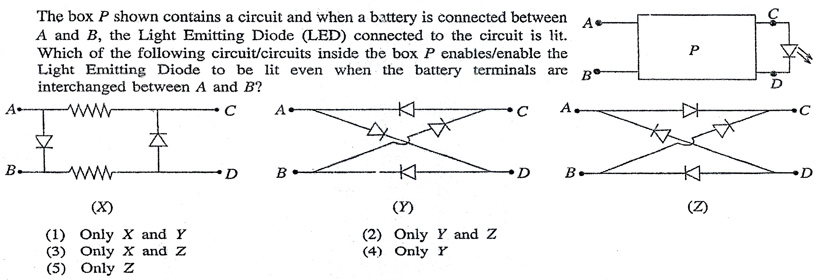 The box P shown contains a circuit and when a battery is connected between
A and B, the Light Emitting Diode (LED) connected to the circuit is lit.
Which of the following circuit/circuits inside the box P enables/enable the
Light Emitting Diode to be lit even when the battery terminals are
interchanged between A and B?
A
C
P
B
D
A
C
B
D
A
C
B
D
A
C
B
D
(X)
(Y)
(Z)
(1) Only X and Y
(2) Only Y and Z
(3) Only X and Z
(4) Only Y
(5) Only Z